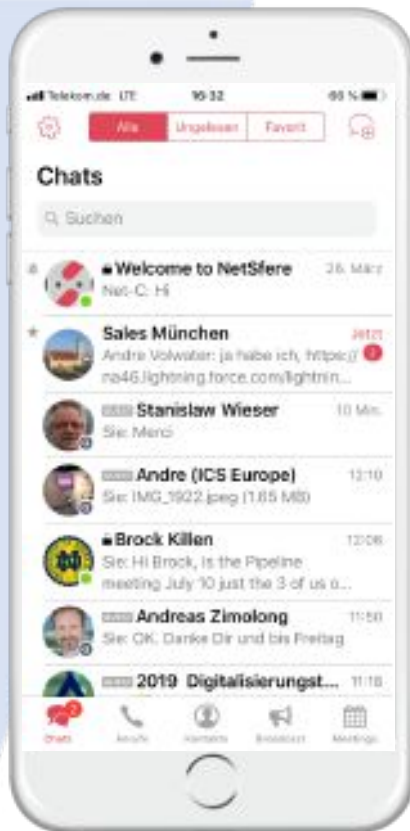 Telekom.de LTE 16:32 66 %
Alle Ungelesen Favorit
Chats
Suchen
Welcome to NetSfere 26. März
Net-C: Hi
Sales München Jetzt
Andre Volwater: ja habe ich, https://
na46.lightning.force.com/lightnin...
Stanislaw Wieser 10 Min.
Sie: Merci
Andre (ICS Europe) 12:10
Sie: IMG_1922.jpeg (1.65 MB)
Brock Killen 12:06
Sie: Hi Brock, Is the Pipeline
meeting July 10 just the 3 of us o...
Andreas Zimolong 11:50
Sie: OK. Danke Dir und bis Freitag
2019 Digitalisierungst... 11:18
Chats Anrufe Kontakte Broadcast Meetings